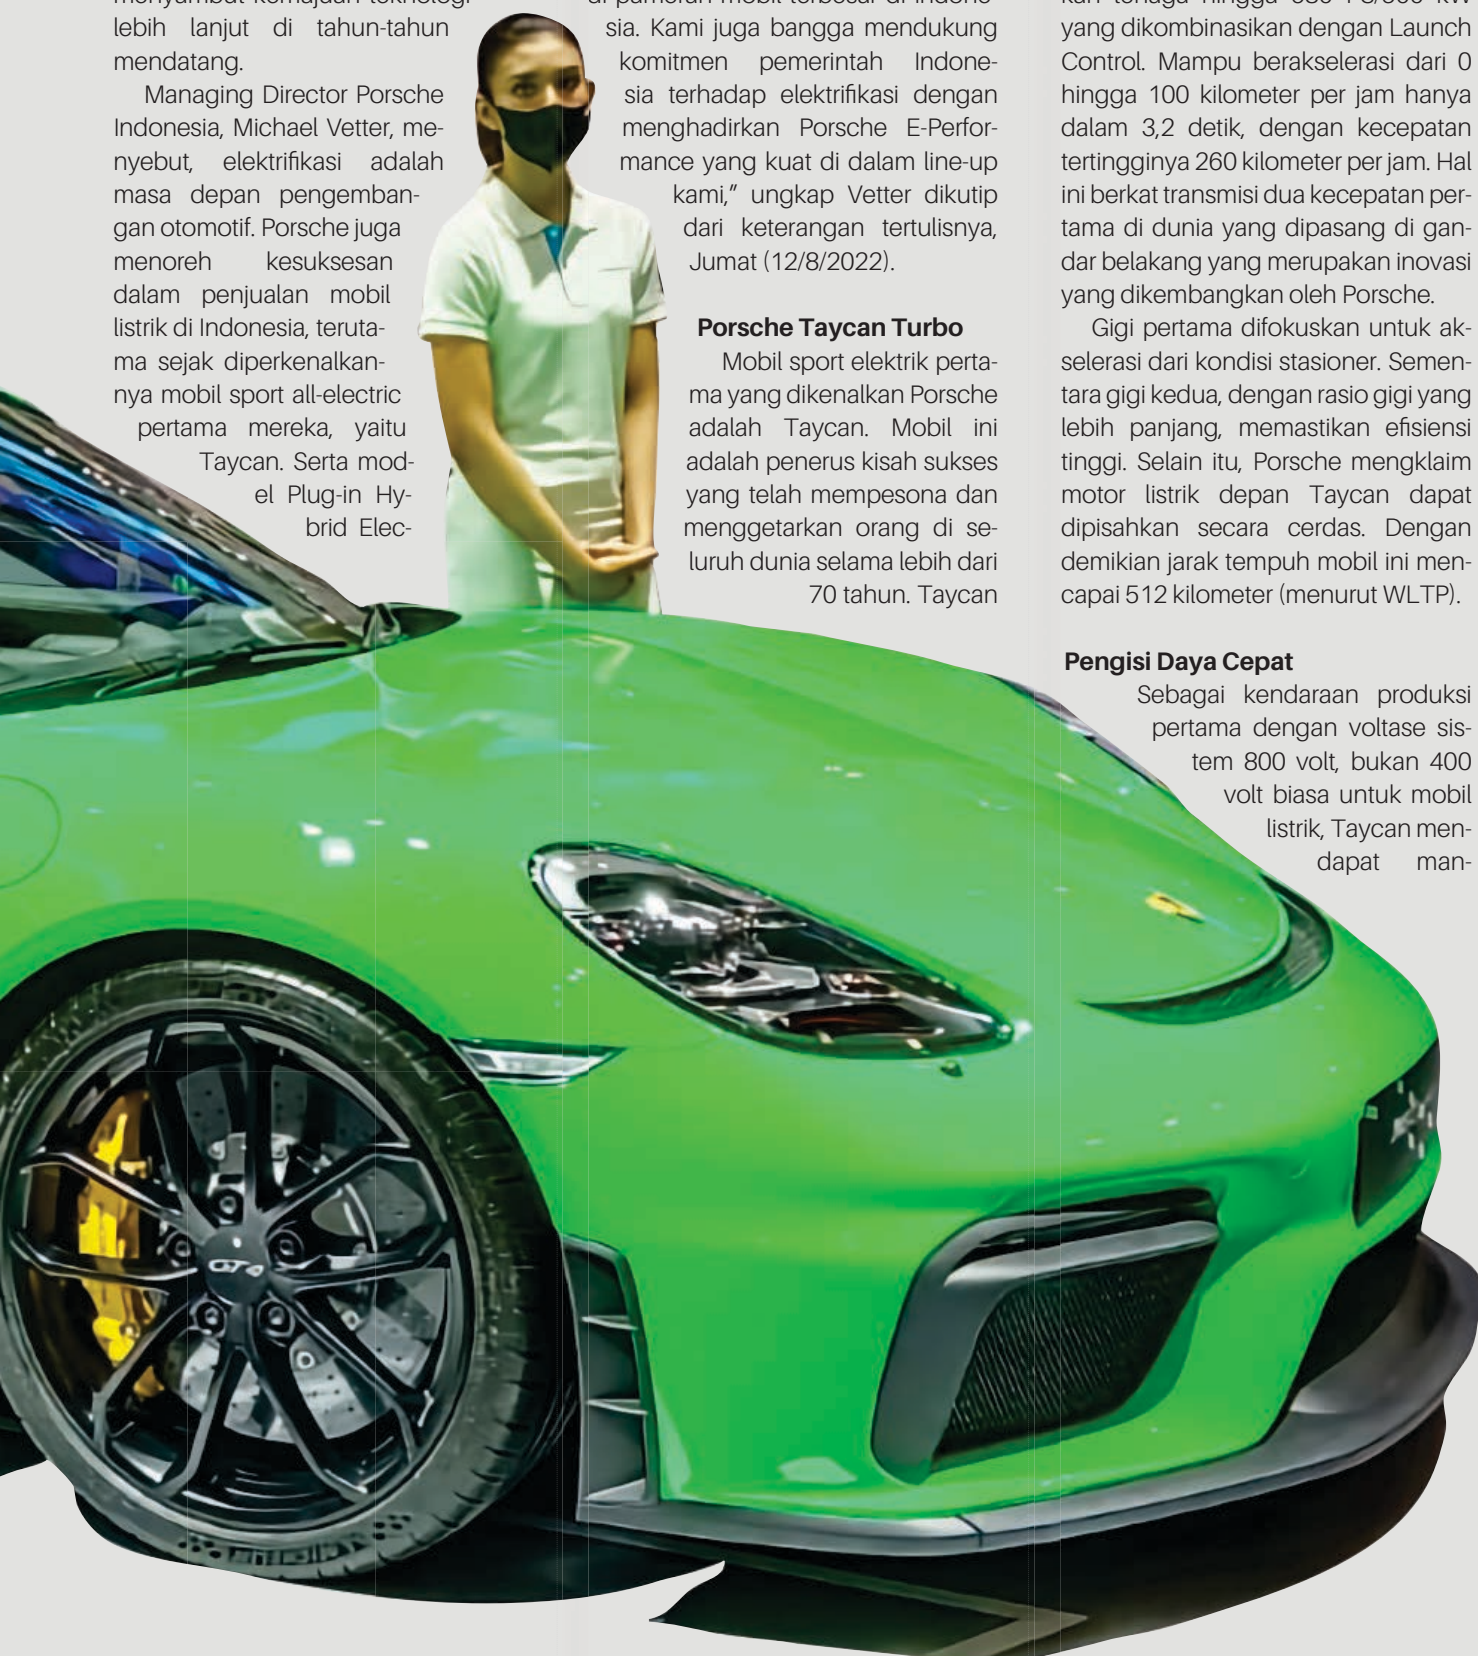 lebih lanjut di tahun-tahun
mendatang.
Managing Director Porsche
Indonesia, Michael Vetter, me-
nyebut, elektrifikasi adalah
masa depan pengemban-
gan otomotif. Porsche juga
menoreh kesuksesan
dalam penjualan mobil
listrik di Indonesia, teruta-
ma sejak diperkenalkan-
nya mobil sport all-electric
pertama mereka, yaitu
Taycan. Serta mod-
el Plug-in Hy-
brid Elec-
di pameran mobil terbesar di Indone-
sia. Kami juga bangga mendukung
komitmen pemerintah Indone-
sia terhadap elektrifikasi dengan
menghadirkan Porsche E-Perfor-
mance yang kuat di dalam line-up
kami,” ungkap Vetter dikutip
dari keterangan tertulisnya,
Jumat (12/8/2022).
Porsche Taycan Turbo
Mobil sport elektrik perta-
ma yang dikenalkan Porsche
adalah Taycan. Mobil ini
adalah penerus kisah sukses
yang telah mempesona dan
menggetarkan orang di se-
luruh dunia selama lebih dari
70 tahun. Taycan
yang dikombinasikan dengan Launch
Control. Mampu berakselerasi dari 0
hingga 100 kilometer per jam hanya
dalam 3,2 detik, dengan kecepatan
tertingginya 260 kilometer per jam. Hal
ini berkat transmisi dua kecepatan per-
tama di dunia yang dipasang di gan-
dar belakang yang merupakan inovasi
yang dikembangkan oleh Porsche.
Gigi pertama difokuskan untuk ak-
selerasi dari kondisi stasioner. Semen-
tara gigi kedua, dengan rasio gigi yang
lebih panjang, memastikan efisiensi
tinggi. Selain itu, Porsche mengklaim
motor listrik depan Taycan dapat
dipisahkan secara cerdas. Dengan
demikian jarak tempuh mobil ini men-
capai 512 kilometer (menurut WLTP).
Pengisi Daya Cepat
Sebagai kendaraan produksi
pertama dengan voltase sis-
tem 800 volt, bukan 400
volt biasa untuk mobil
listrik, Taycan men-
dapat man-
GT4